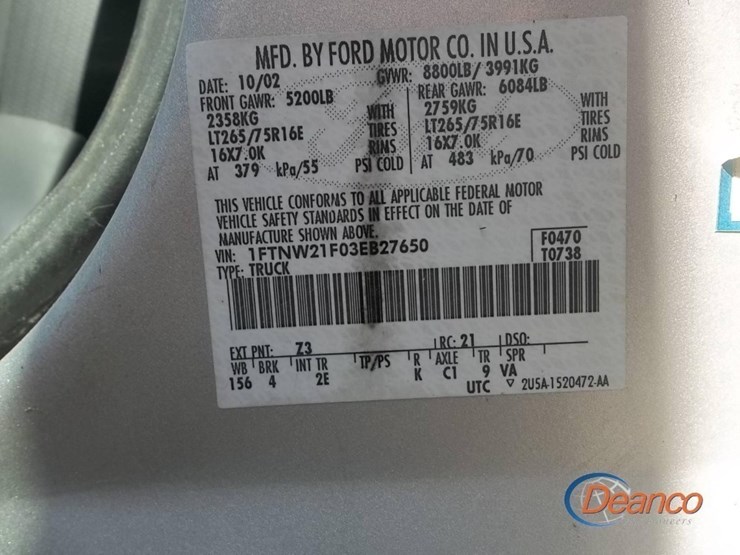 MFD. BY FORD MOTOR CO. IN U.S.A.
DATE: 10/02 GVWR: 8800LB/ 3991KG
FRONT GAWR: 5200LB REAR GAWR: 6084LB
2358KG WITH 2759KG WITH
LT265/75R16E TIRES LT265/75R16E TIRES
16X7.0K RIMS 16X7.0K RIMS
AT 379 kPa/55 PSI COLD AT 483 kPa/70 PSI COLD
THIS VEHICLE CONFORMS TO ALL APPLICABLE FEDERAL MOTOR
VEHICLE SAFETY STANDARDS IN EFFECT ON THE DATE OF
MANUFACTURE SHOWN ABOVE.
VIN: 1FTNW21F03EB27650 F0470
TYPE: TRUCK T0738
EXT PNT: Z3 RC: 21 DSO:
WB BRK INT TR TP/PS R AXLE TR SPR
156 4 2E K C1 9 VA
UTC 2U5A-1520472-AA
Deanco